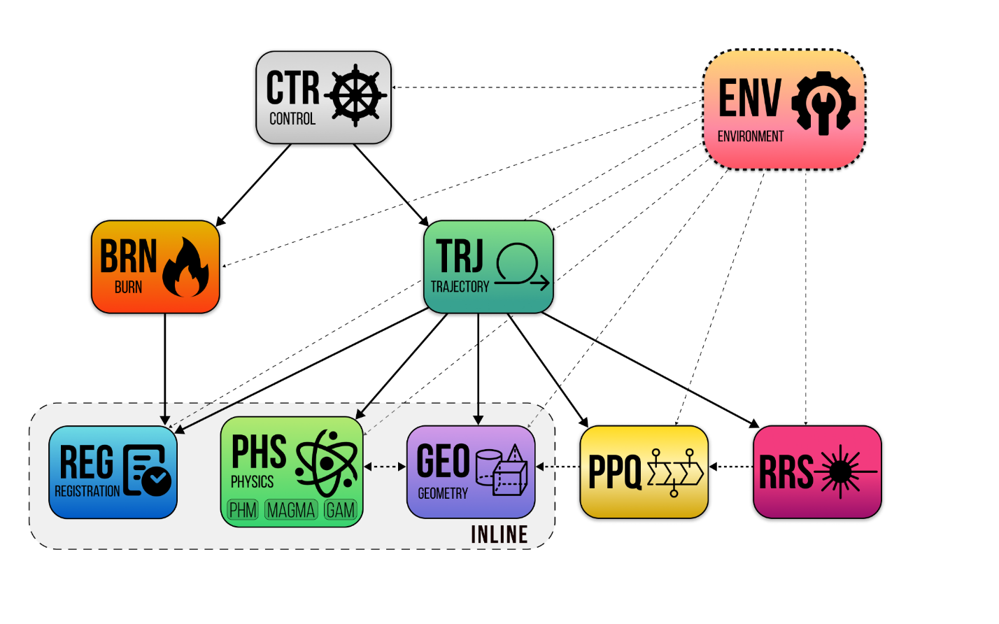 CTR
CONTROL
ENV
ENVIRONMENT
BRN
BURN
TRJ
TRAJECTORY
REG
REGISTRATION
PHS
PHYSICS
PHM MAGMA GAM
GEO
GEOMETRY
PPQ
RRS
INLINE